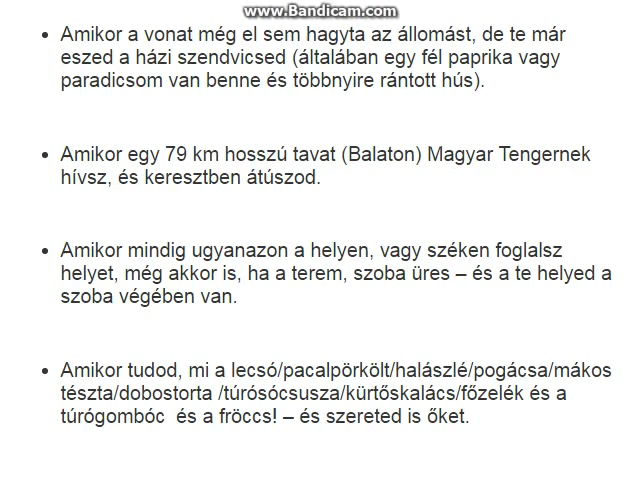 www.Bandicam.com
• Amikor a vonat még el sem hagyta az állomást, de te már
eszed a házi szendvicsed (általában egy fél paprika vagy
paradicsom van benne és többnyire rántott hús).
• Amikor egy 79 km hosszú tavat (Balaton) Magyar Tengernek
hívsz, és keresztben átúszod.
• Amikor mindig ugyanazon a helyen, vagy széken foglalsz
helyet, még akkor is, ha a terem, szoba üres – és a te helyed a
szoba végében van.
• Amikor tudod, mi a lecsó/pacalpörkölt/halászlé/pogácsa/mákos
tészta/dobostorta /túrósócsusza/kürtőskalács/főzelék és a
túrógombóc  és a fröccs! – és szereted is őket.